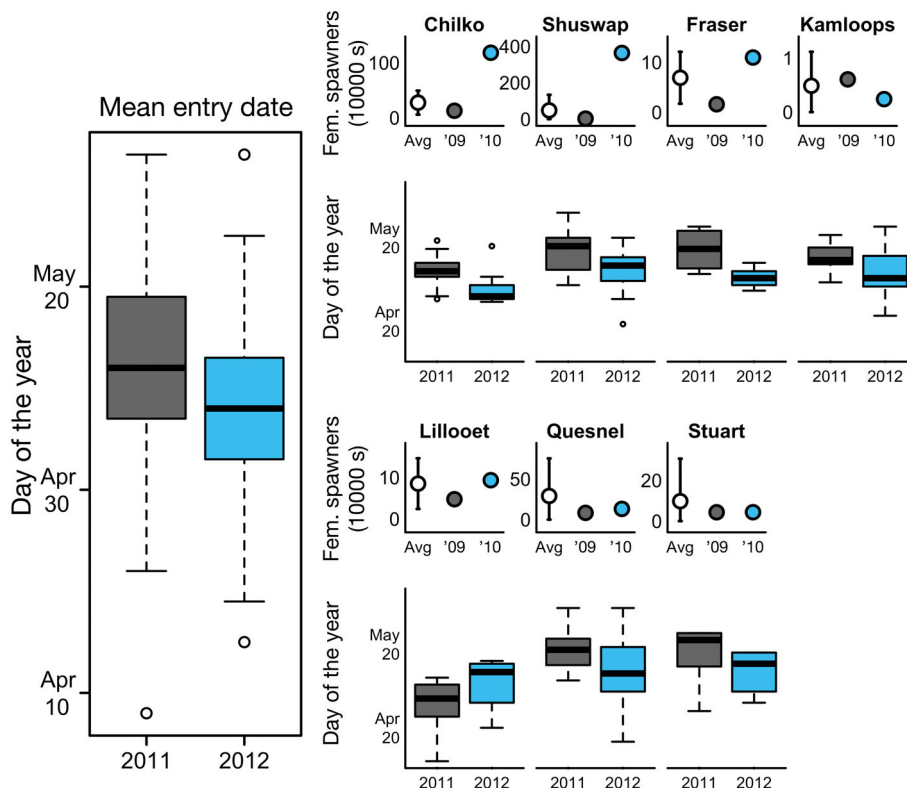 Mean entry date
Day of the year
May
20
Apr
30
Apr
10
2011
2012
Fem. spawners
(10000 s)
Chilko
100
0
Avg
'09
'10
Shuswap
400
200
0
Avg
'09
'10
Fraser
10
0
Avg
'09
'10
Kamloops
1
0
Avg
'09
'10
Day of the year
May
20
Apr
20
2011
2012
2011
2012
2011
2012
2011
2012
Fem. spawners
(10000 s)
Lillooet
10
0
Avg
'09
'10
Quesnel
50
0
Avg
'09
'10
Stuart
20
0
Avg
'09
'10
Day of the year
May
20
Apr
20
2011
2012
2011
2012
2011
2012